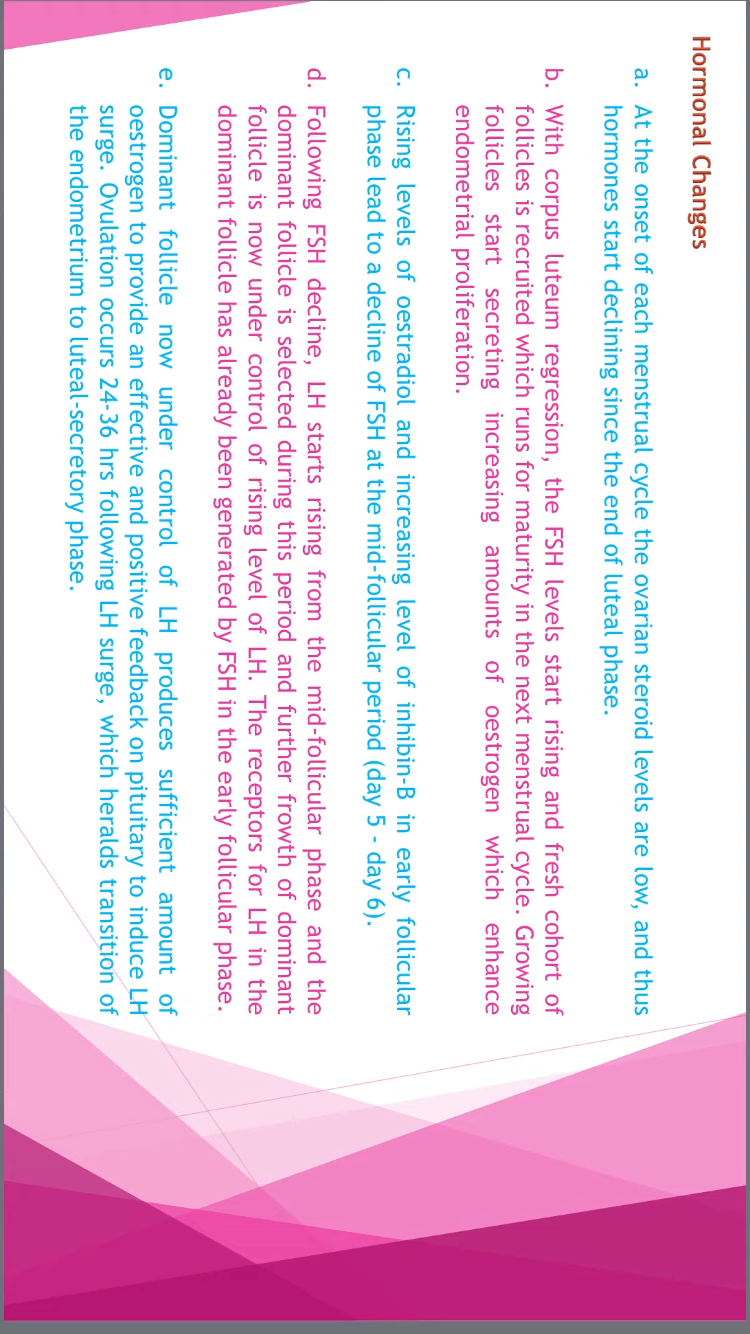 Hormonal Changes
a. At the onset of each menstrual cycle the ovarian steroid levels are low, and thus
hormones start declining since the end of luteal phase.
b. With corpus luteum regression, the FSH levels start rising and fresh cohort of
follicles is recruited which runs for maturity in the next menstrual cycle. Growing
follicles start secreting increasing amounts of oestrogen which enhance
endometrial proliferation.
c. Rising levels of oestradiol and increasing level of inhibin-B in early follicular
phase lead to a decline of FSH at the mid-follicular period (day 5 - day 6).
d. Following FSH decline, LH starts rising from the mid-follicular phase and the
dominant follicle is selected during this period and further frowth of dominant
follicle is now under control of rising level of LH. The receptors for LH in the
dominant follicle has already been generated by FSH in the early follicular phase.
e. Dominant follicle now under control of LH produces sufficient amount of
oestrogen to provide an effective and positive feedback on pituitary to induce LH
surge. Ovulation occurs 24-36 hrs following LH surge, which heralds transition of
the endometrium to luteal-secretory phase.